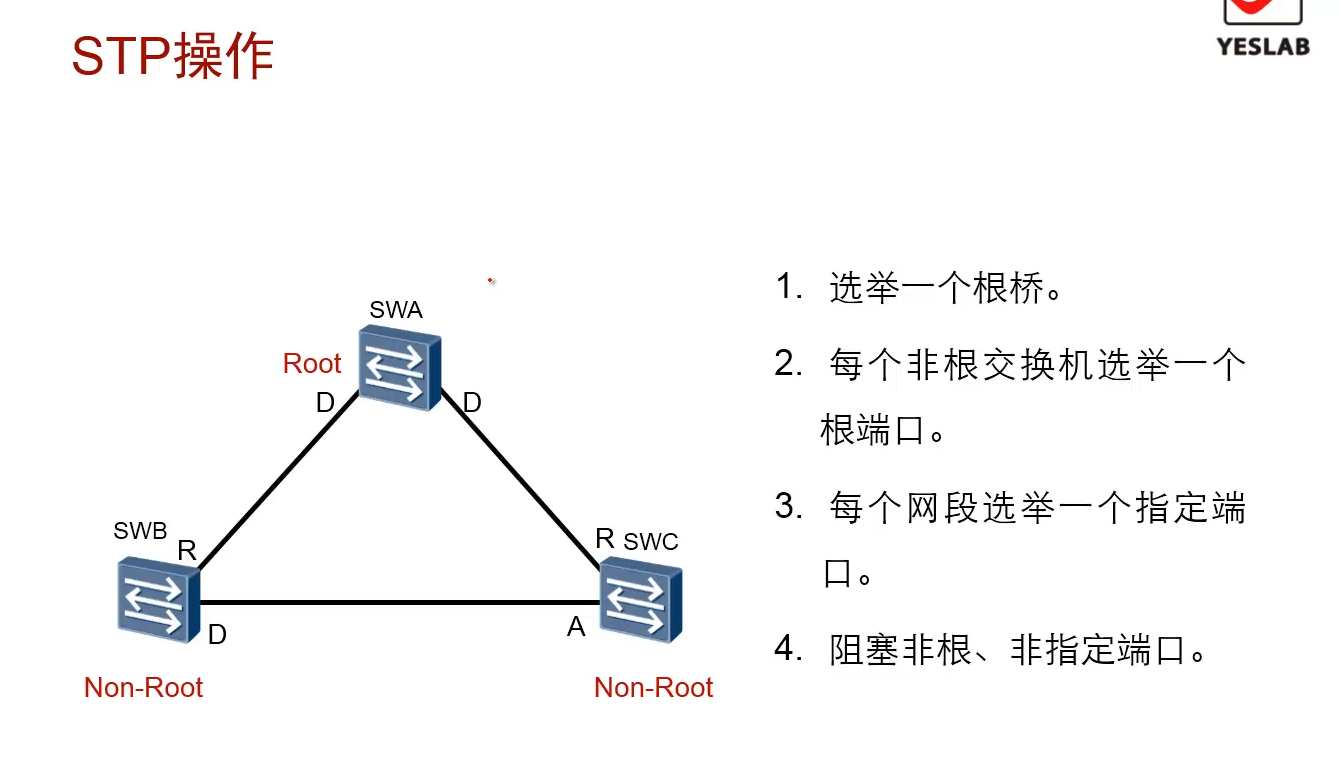 STP操作
YESLAB
SWA
Root
D
D
SWB
R
R
SWC
D
A
Non-Root
Non-Root
1. 选举一个根桥。
2. 每个非根交换机选举一个
根端口。
3. 每个网段选举一个指定端
口。
4. 阻塞非根、非指定端口。